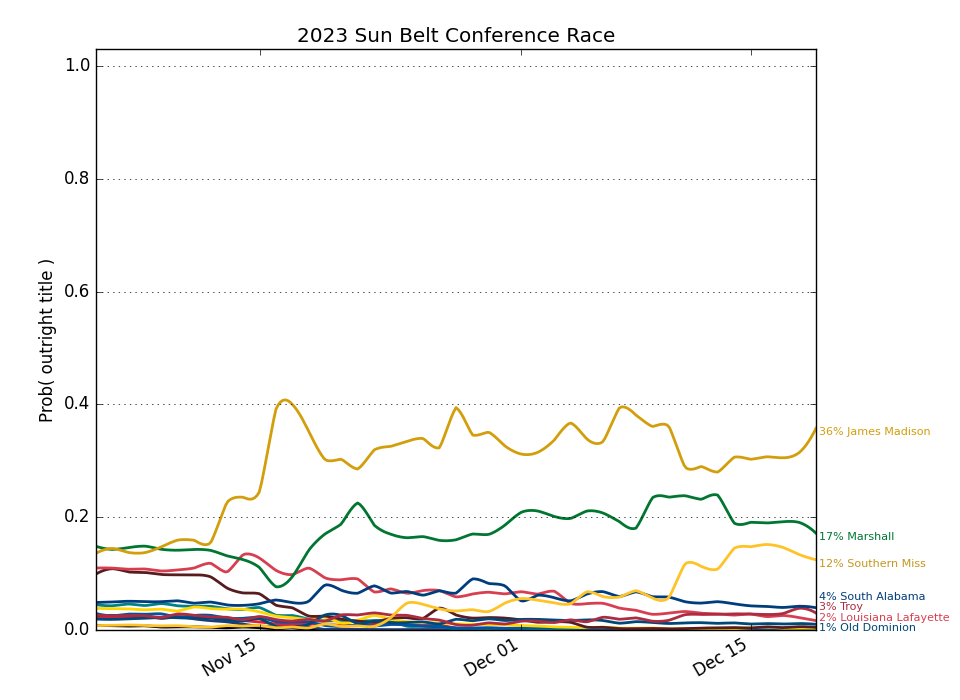 2023 Sun Belt Conference Race
Prob( outright title )
1.0
0.8
0.6
0.4
0.2
0.0
36% James Madison
17% Marshall
12% Southern Miss
4% South Alabama
3% Troy
2% Louisiana Lafayette
1% Old Dominion
Nov 15
Dec 01
Dec 15